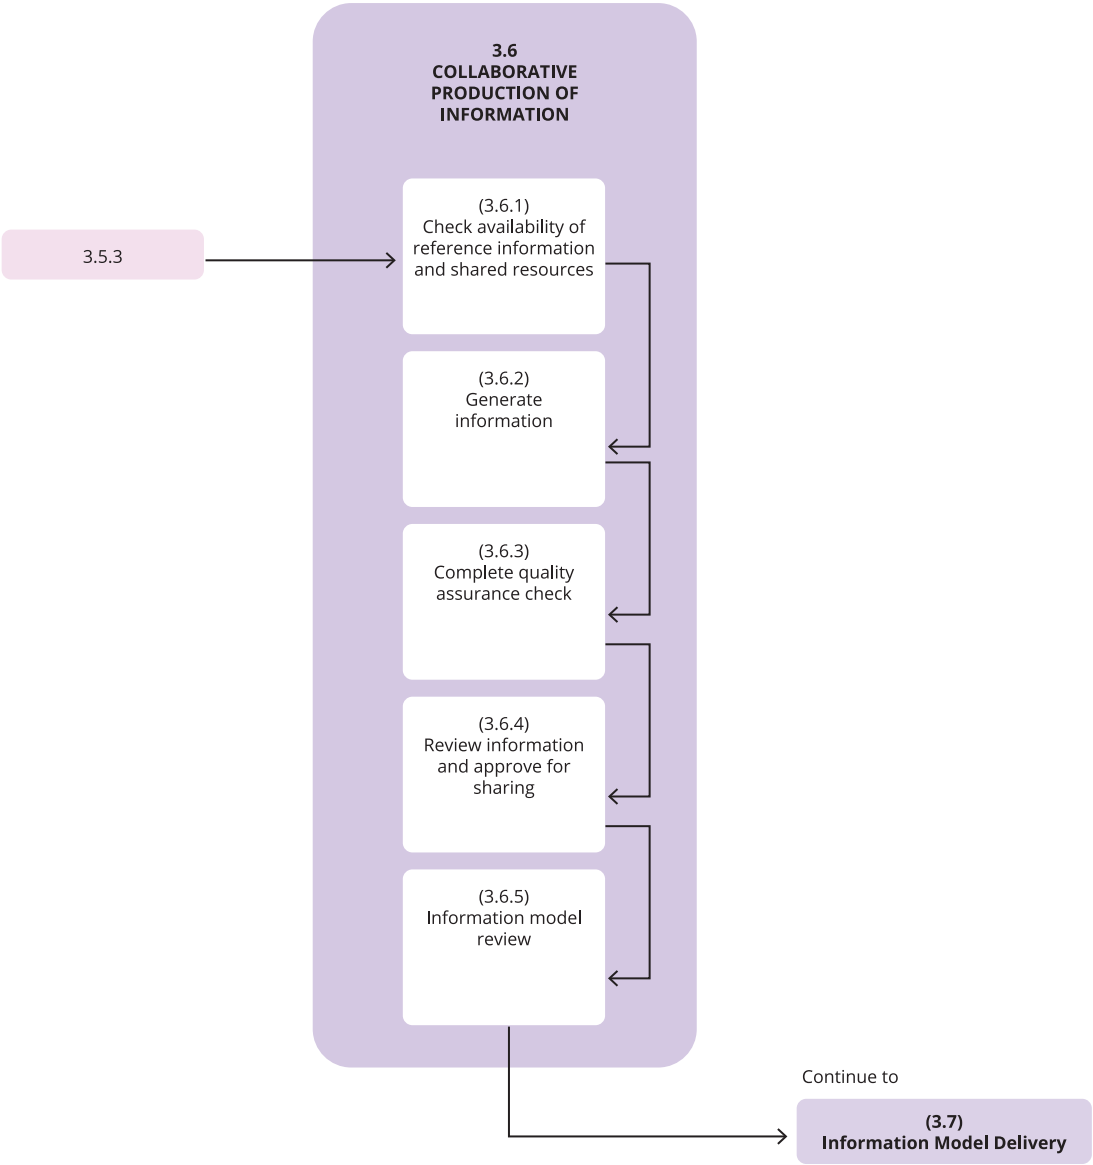 3.6
COLLABORATIVE
PRODUCTION OF
INFORMATION
3.5.3
(3.6.1)
Check availability of
reference information
and shared resources
(3.6.2)
Generate
information
(3.6.3)
Complete quality
assurance check
(3.6.4)
Review information
and approve for
sharing
(3.6.5)
Information model
review
Continue to
(3.7)
Information Model Delivery